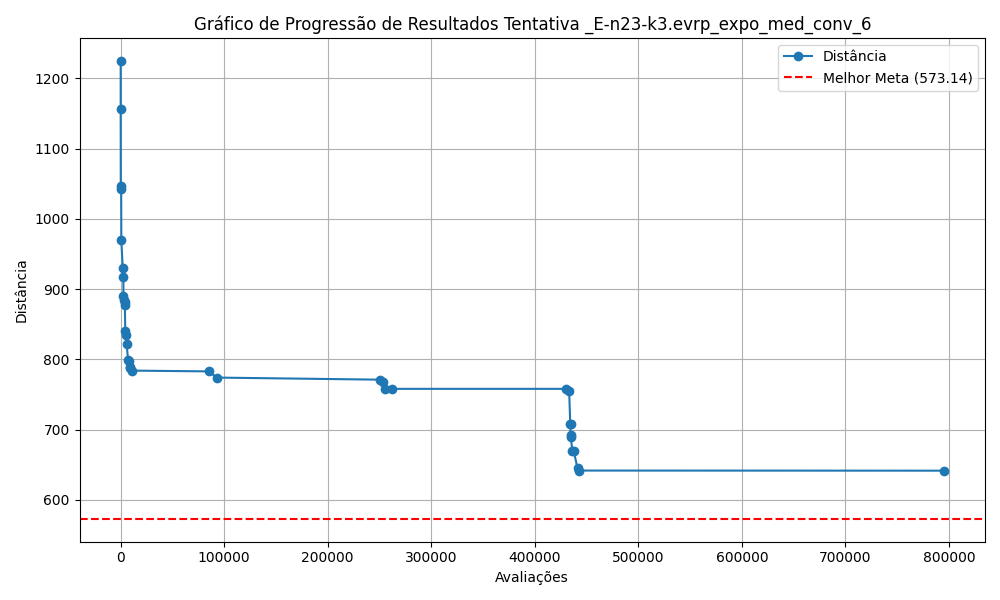 Gráfico de Progressão de Resultados Tentativa _E-n23-k3.evrp_expo_med_conv_6
Distância
Melhor Meta (573.14)
1200
1100
1000
900
800
700
600
Distância
0 100000 200000 300000 400000 500000 600000 700000 800000
Avaliações